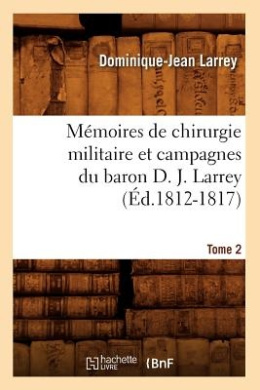 Dominique-Jean Larrey
Mémoires de chirurgie
militaire et campagnes
du baron D. J. Larrey
(Éd.1812-1817)
Tome 2
hachette
LIVRE
{BnF